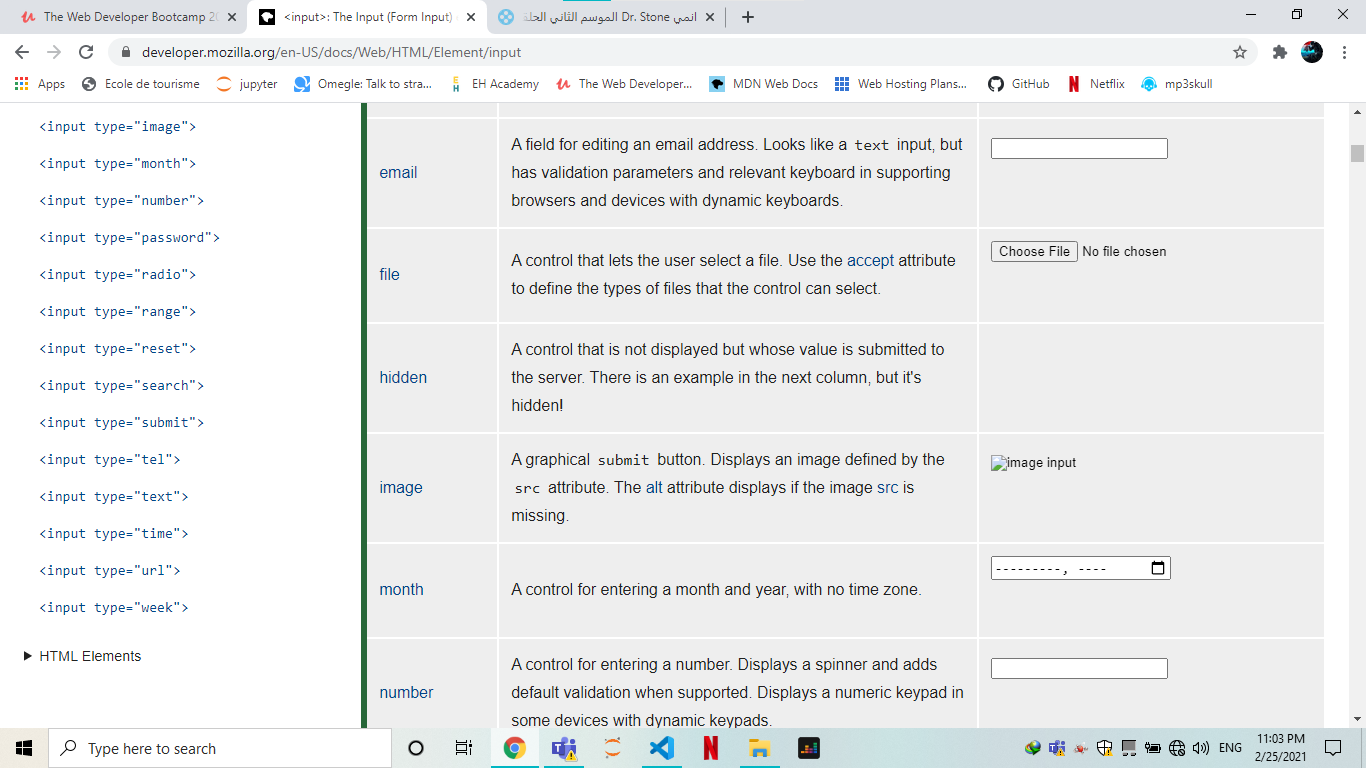 The Web Developer Bootcamp 20
<input>: The Input (Form Input)
انمي Dr. Stone الموسم الثاني الحلقة
developer.mozilla.org/en-US/docs/Web/HTML/Element/input
Apps
Ecole de tourisme
jupyter
Omegle: Talk to stra...
EH Academy
The Web Developer...
MDN Web Docs
Web Hosting Plans...
GitHub
Netflix
mp3skull
<input type="image">
<input type="month">
<input type="number">
<input type="password">
<input type="radio">
<input type="range">
<input type="reset">
<input type="search">
<input type="submit">
<input type="tel">
<input type="text">
<input type="time">
<input type="url">
<input type="week">
HTML Elements
email
A field for editing an email address. Looks like a text input, but
has validation parameters and relevant keyboard in supporting
browsers and devices with dynamic keyboards.
file
A control that lets the user select a file. Use the accept attribute
to define the types of files that the control can select.
Choose File No file chosen
hidden
A control that is not displayed but whose value is submitted to
the server. There is an example in the next column, but it's
hidden!
image
A graphical submit button. Displays an image defined by the
src attribute. The alt attribute displays if the image src is
missing.
image input
month
A control for entering a month and year, with no time zone.
---------, ----
number
A control for entering a number. Displays a spinner and adds
default validation when supported. Displays a numeric keypad in
some devices with dynamic keypads.
Type here to search
ENG
11:03 PM
2/25/2021